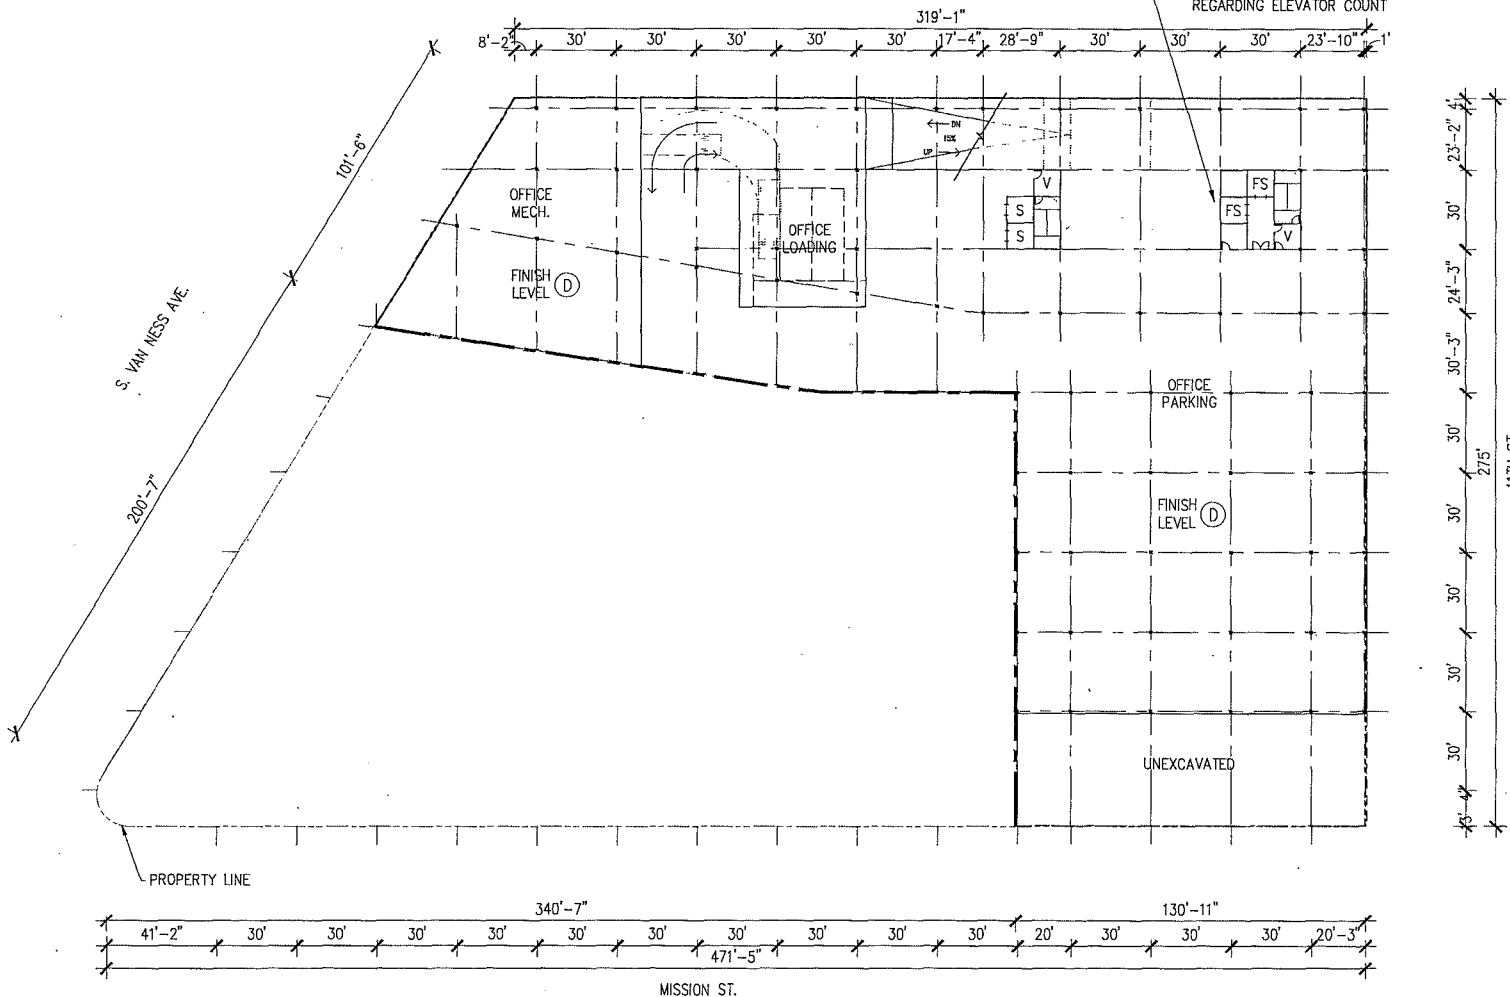 REGARDING ELEVATOR COUNT
319'-1"
8'-2" 30' 30' 30' 30' 30' 17'-4" 28'-9" 30' 30' 30' 23'-10" 1'
101'-6"
200'-7"
S. VAN NESS AVE.
OFFICE
MECH.
FINISH
LEVEL D
OFFICE
LOADING
DN
15%
UP
V
S
S
FS
FS
V
OFFICE
PARKING
FINISH
LEVEL D
UNEXCAVATED
4'
23'-2"
30'
24'-3"
30'-3"
30'
30'
30'
30'
30'
275'
PROPERTY LINE
340'-7" 130'-11"
41'-2" 30' 30' 30' 30' 30' 30' 30' 30' 30' 30' 20' 30' 30' 30' 20'-3"
471'-5"
MISSION ST.